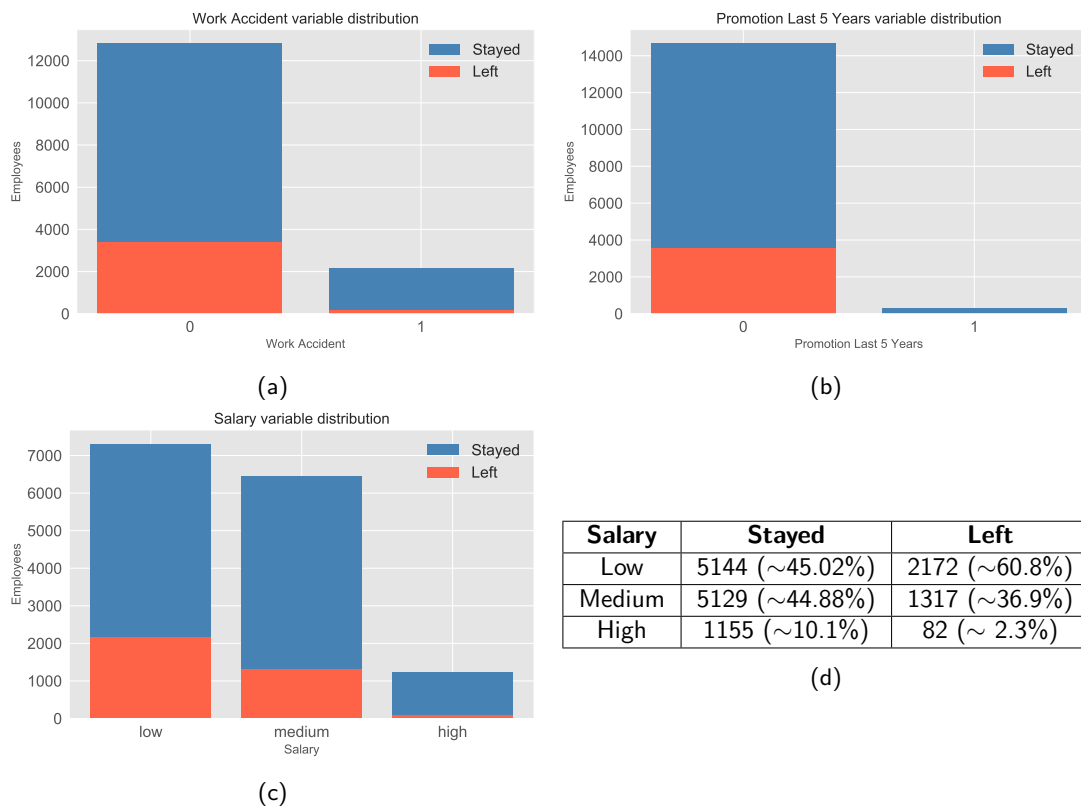 Work Accident variable distribution
12000
10000
8000
6000
4000
2000
0
Employees
Stayed
Left
0 1
Work Accident
(a)
Promotion Last 5 Years variable distribution
14000
12000
10000
8000
6000
4000
2000
0
Employees
Stayed
Left
0 1
Promotion Last 5 Years
(b)
Salary variable distribution
7000
6000
5000
4000
3000
2000
1000
0
Employees
Stayed
Left
low medium high
Salary
(c)
Salary Stayed Left
Low 5144 (∼45.02%) 2172 (∼60.8%)
Medium 5129 (∼44.88%) 1317 (∼36.9%)
High 1155 (∼10.1%) 82 (∼ 2.3%)
(d)